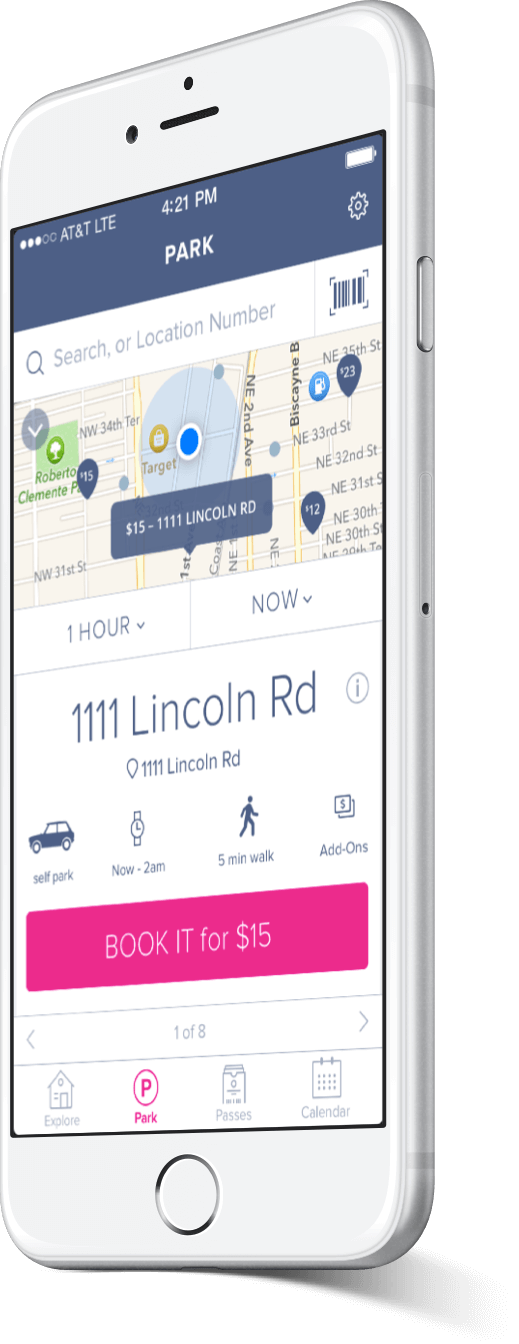 AT&T LTE 4:21 PM
PARK
Search, or Location Number
NE 35th St
$23
NE 2nd Ave
Biscayne B
NW 34th Ter
NE 33rd St
Target
Roberto
Clemente P
$15
NE 32nd St
NE 31st S
$15 – 1111 LINCOLN RD
$12
NE 30th
NE 30th S
NE 29th Te
NW 31st St
1st
Coas
NE 1
1 HOUR
NOW
1111 Lincoln Rd
1111 Lincoln Rd
self park
Now - 2am
5 min walk
Add-Ons
BOOK IT for $15
1 of 8
Explore
Park
Passes
Calendar